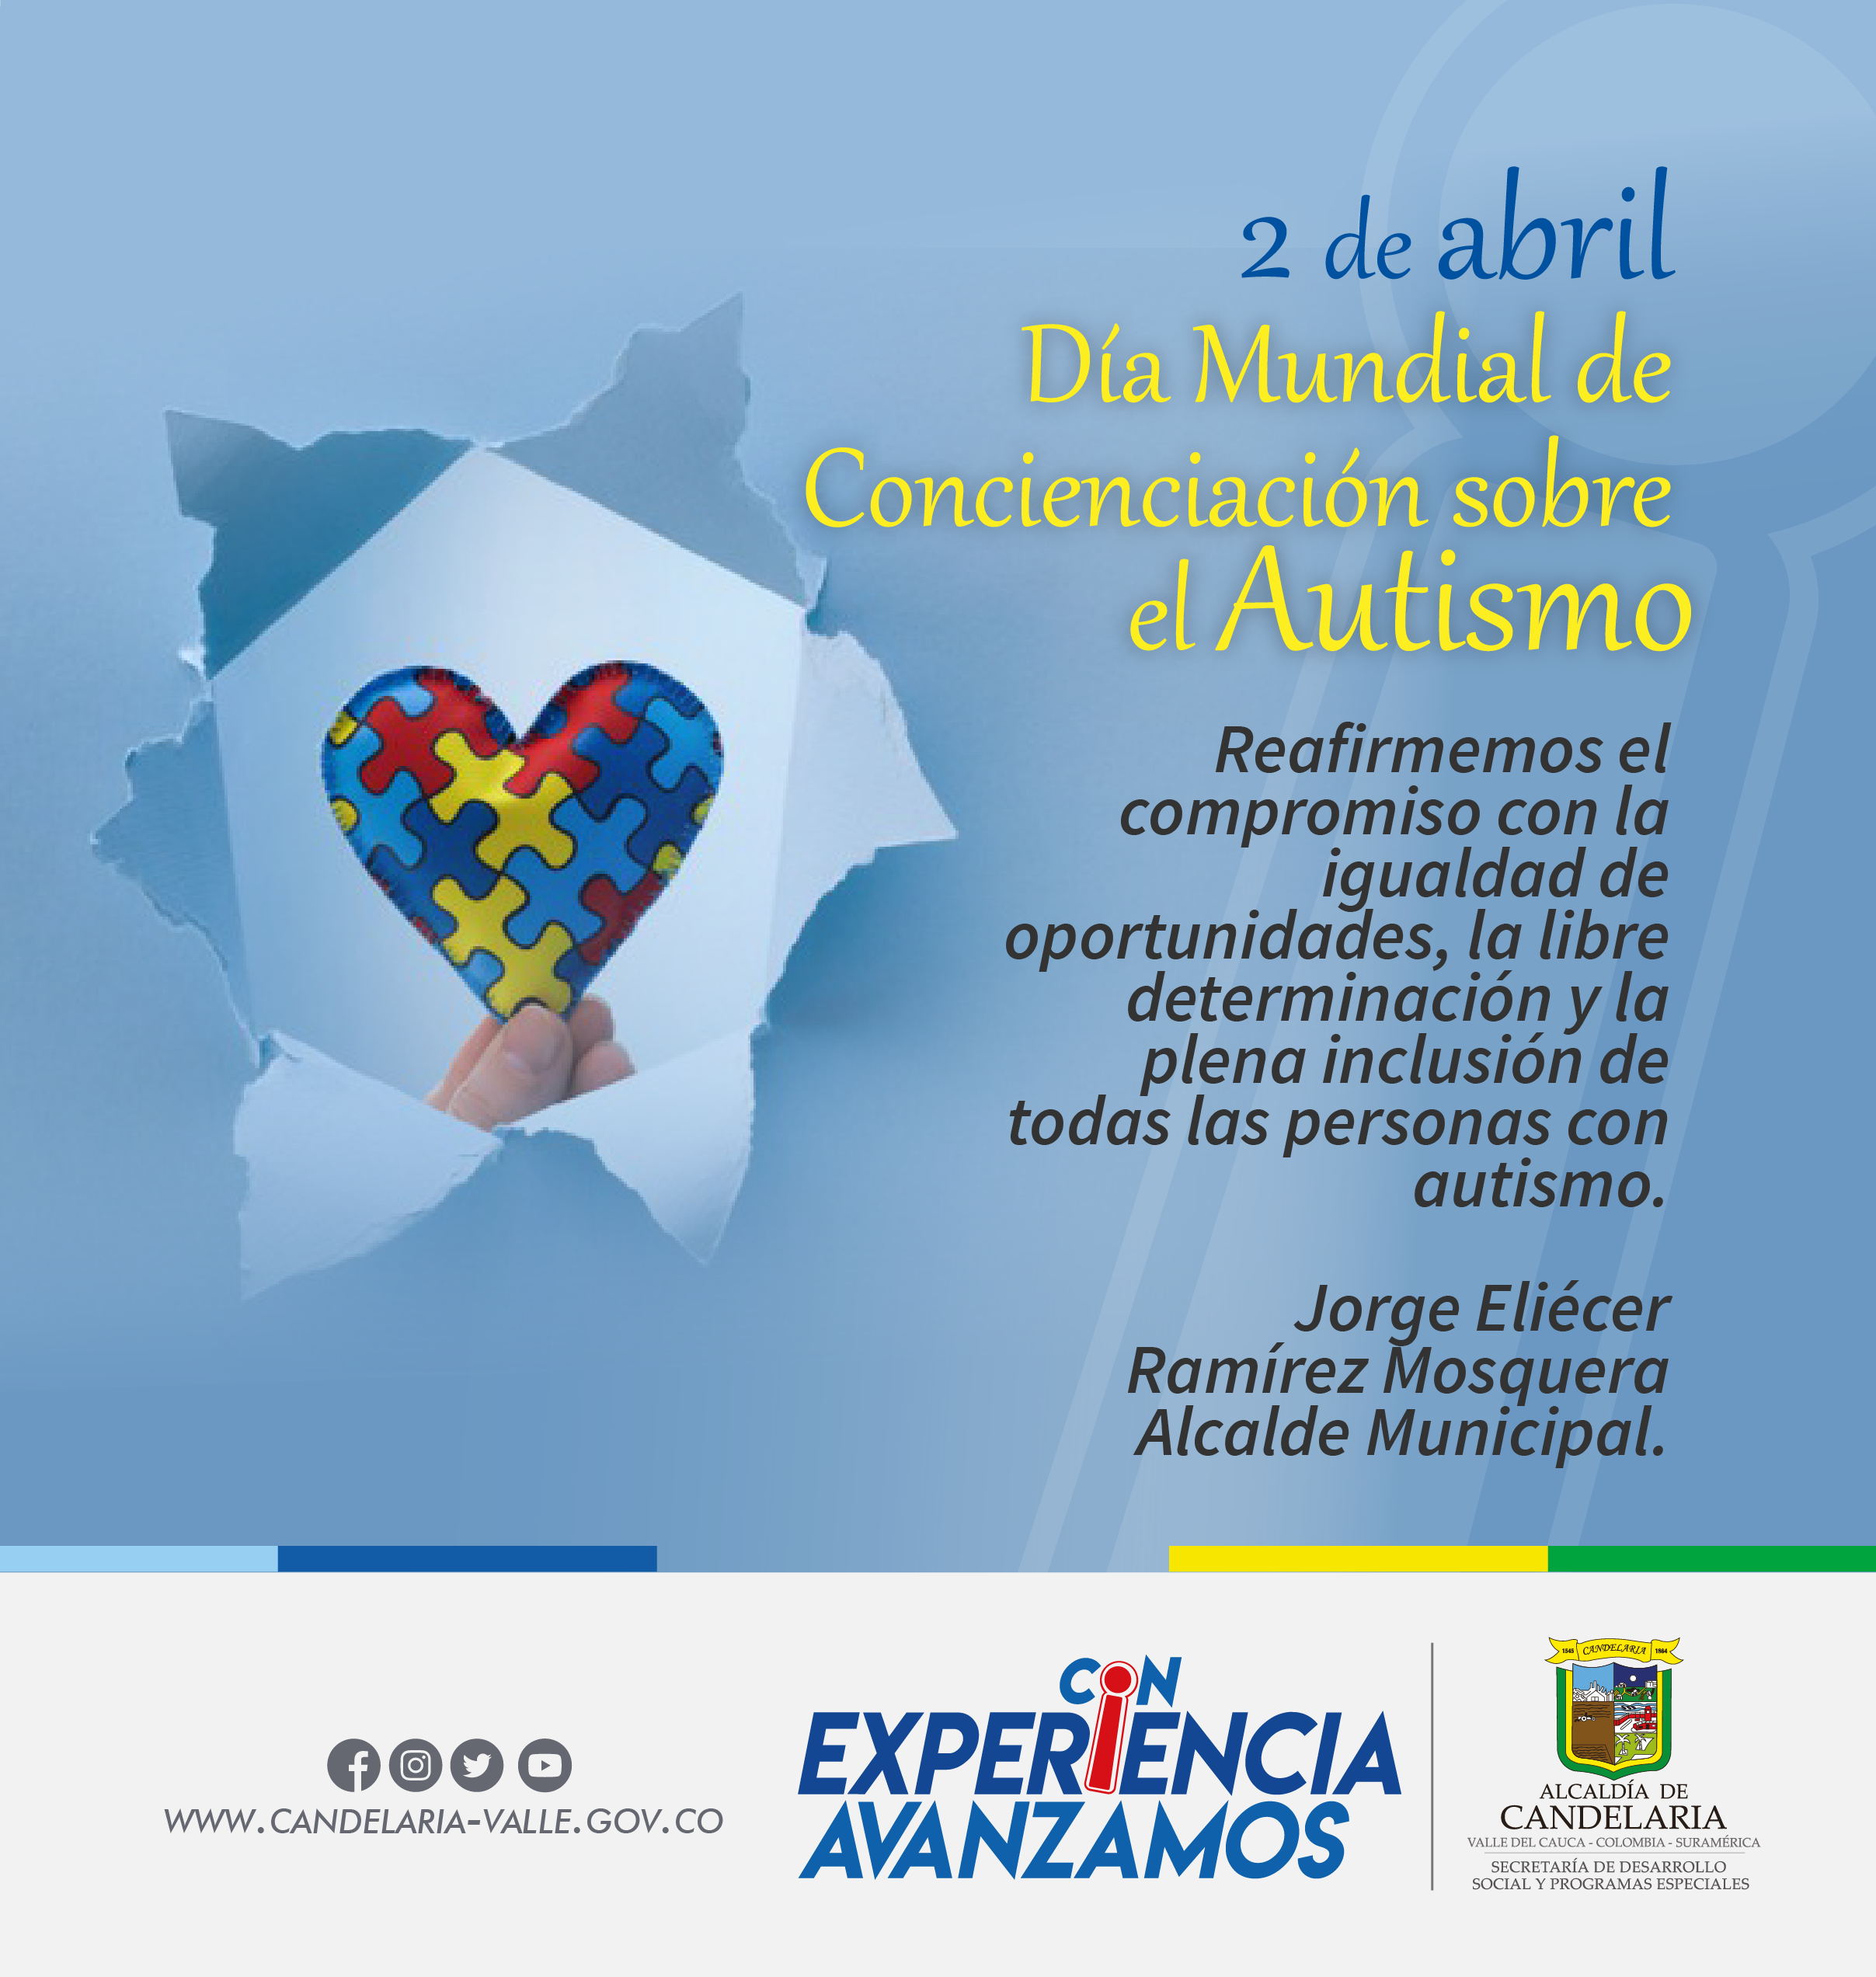 2 de abril
Día Mundial de
Concienciación sobre
el Autismo
Reafirmemos el
compromiso con la
igualdad de
oportunidades, la libre
determinación y la
plena inclusión de
todas las personas con
autismo.
Jorge Eliécer
Ramírez Mosquera
Alcalde Municipal.
WWW.CANDELARIA-VALLE.GOV.CO
CON
EXPERIENCIA
AVANZAMOS
1545 CANDELARIA 1864
ALCALDÍA DE
CANDELARIA
VALLE DEL CAUCA - COLOMBIA - SURAMÉRICA
SECRETARÍA DE DESARROLLO
SOCIAL Y PROGRAMAS ESPECIALES